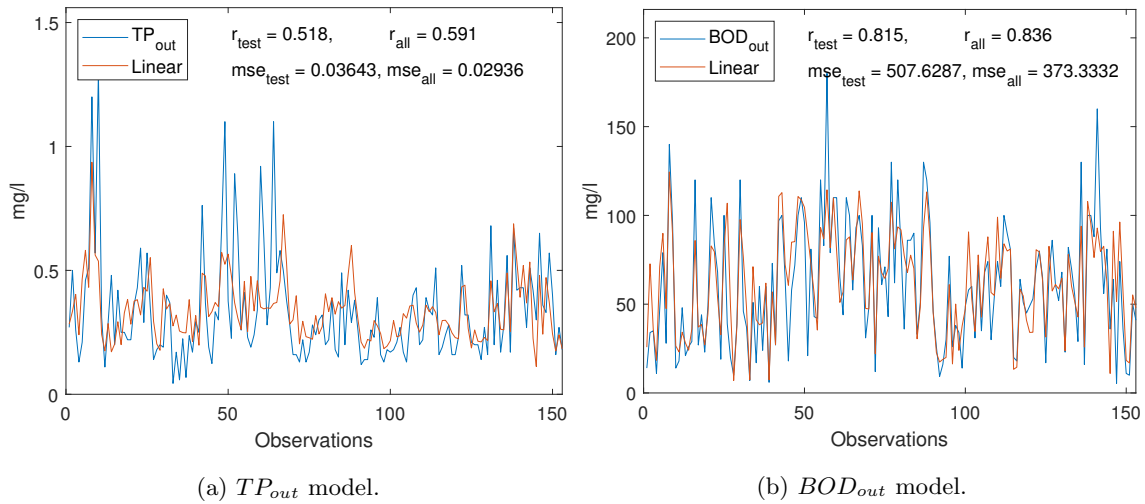 TP_out
Linear
r_test = 0.518, r_all = 0.591
mse_test = 0.03643, mse_all = 0.02936
1.5
1
0.5
0
mg/l
0 50 100 150
Observations
(a) TP_out model.
BOD_out
Linear
r_test = 0.815, r_all = 0.836
mse_test = 507.6287, mse_all = 373.3332
200
150
100
50
0
mg/l
0 50 100 150
Observations
(b) BOD_out model.